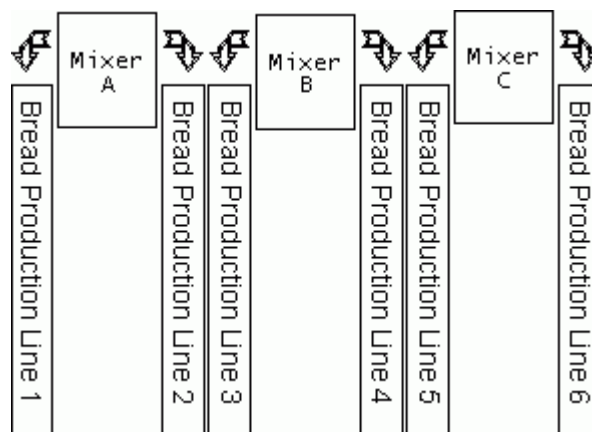 Mixer
A
Mixer
B
Mixer
C
Bread Production Line 1
Bread Production Line 2
Bread Production Line 3
Bread Production Line 4
Bread Production Line 5
Bread Production Line 6